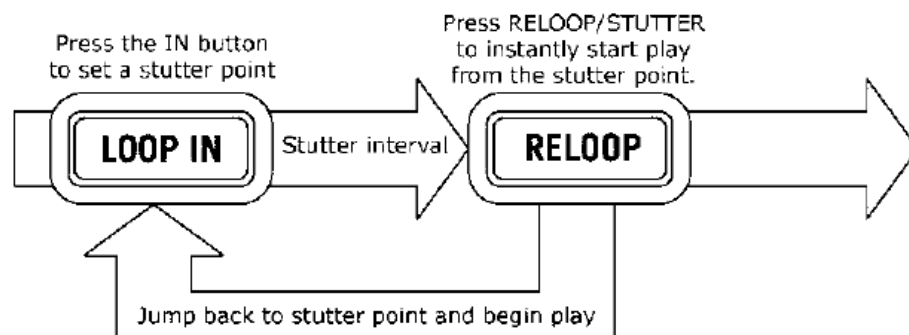 Press the IN button
to set a stutter point
Press RELOOP/STUTTER
to instantly start play
from the stutter point.
LOOP IN
Stutter interval
RELOOP
Jump back to stutter point and begin play